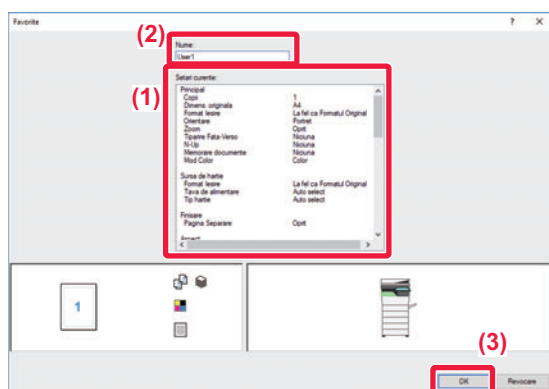 Favorite ? ×
(2)
Nume:
User1
Setari curente:
(1)
Principal
Copii 1
Dimens. originala A4
Format Iesire La fel ca Formatul Original
Orientare Portret
Zoom Oprit
Tiparire Fata-Verso Niciuna
N-Up Niciuna
Memorare documente Niciuna
Mod Color Color
Sursa de hartie
Format Iesire La fel ca Formatul Original
Tava de alimentare Auto select
Tip hartie Auto select
Finisare
Pagina Separare Oprit
Aspect
1
(3)
OK Revocare